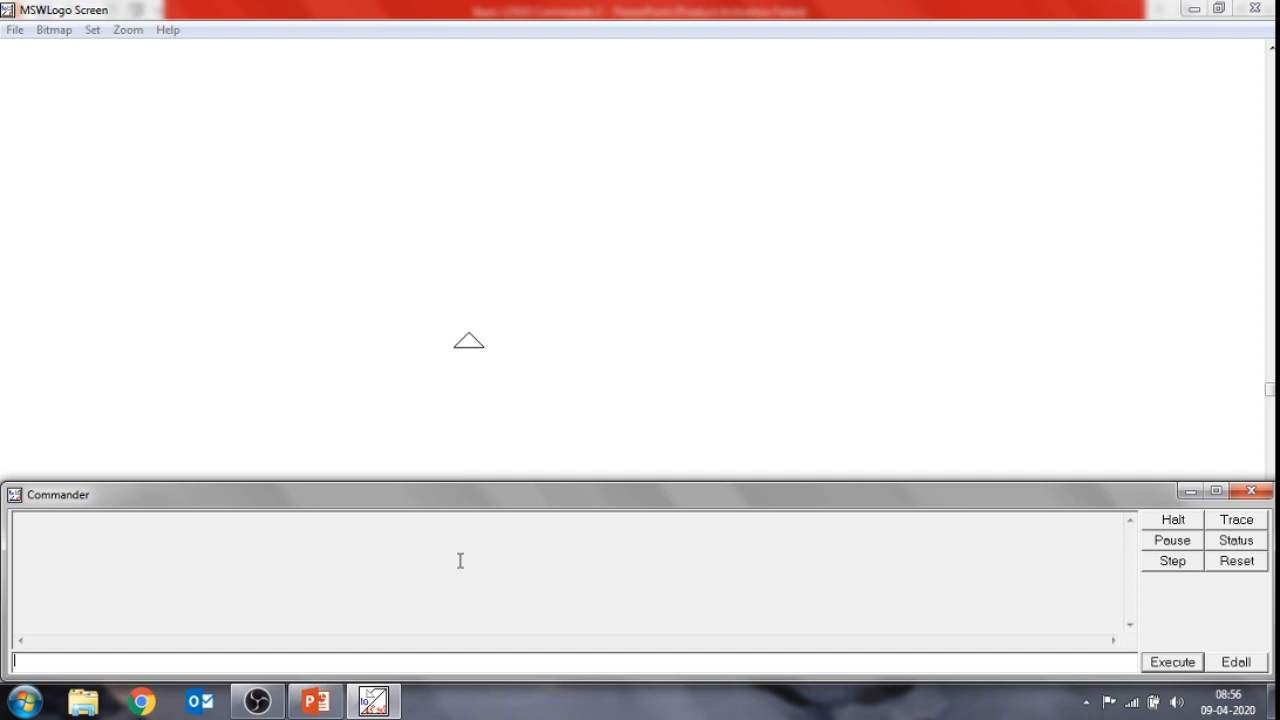 MSWLogo Screen
File Bitmap Set Zoom Help
Commander
Halt Trace
Pause Status
Step Reset
Execute Edall
08:56
09-04-2020